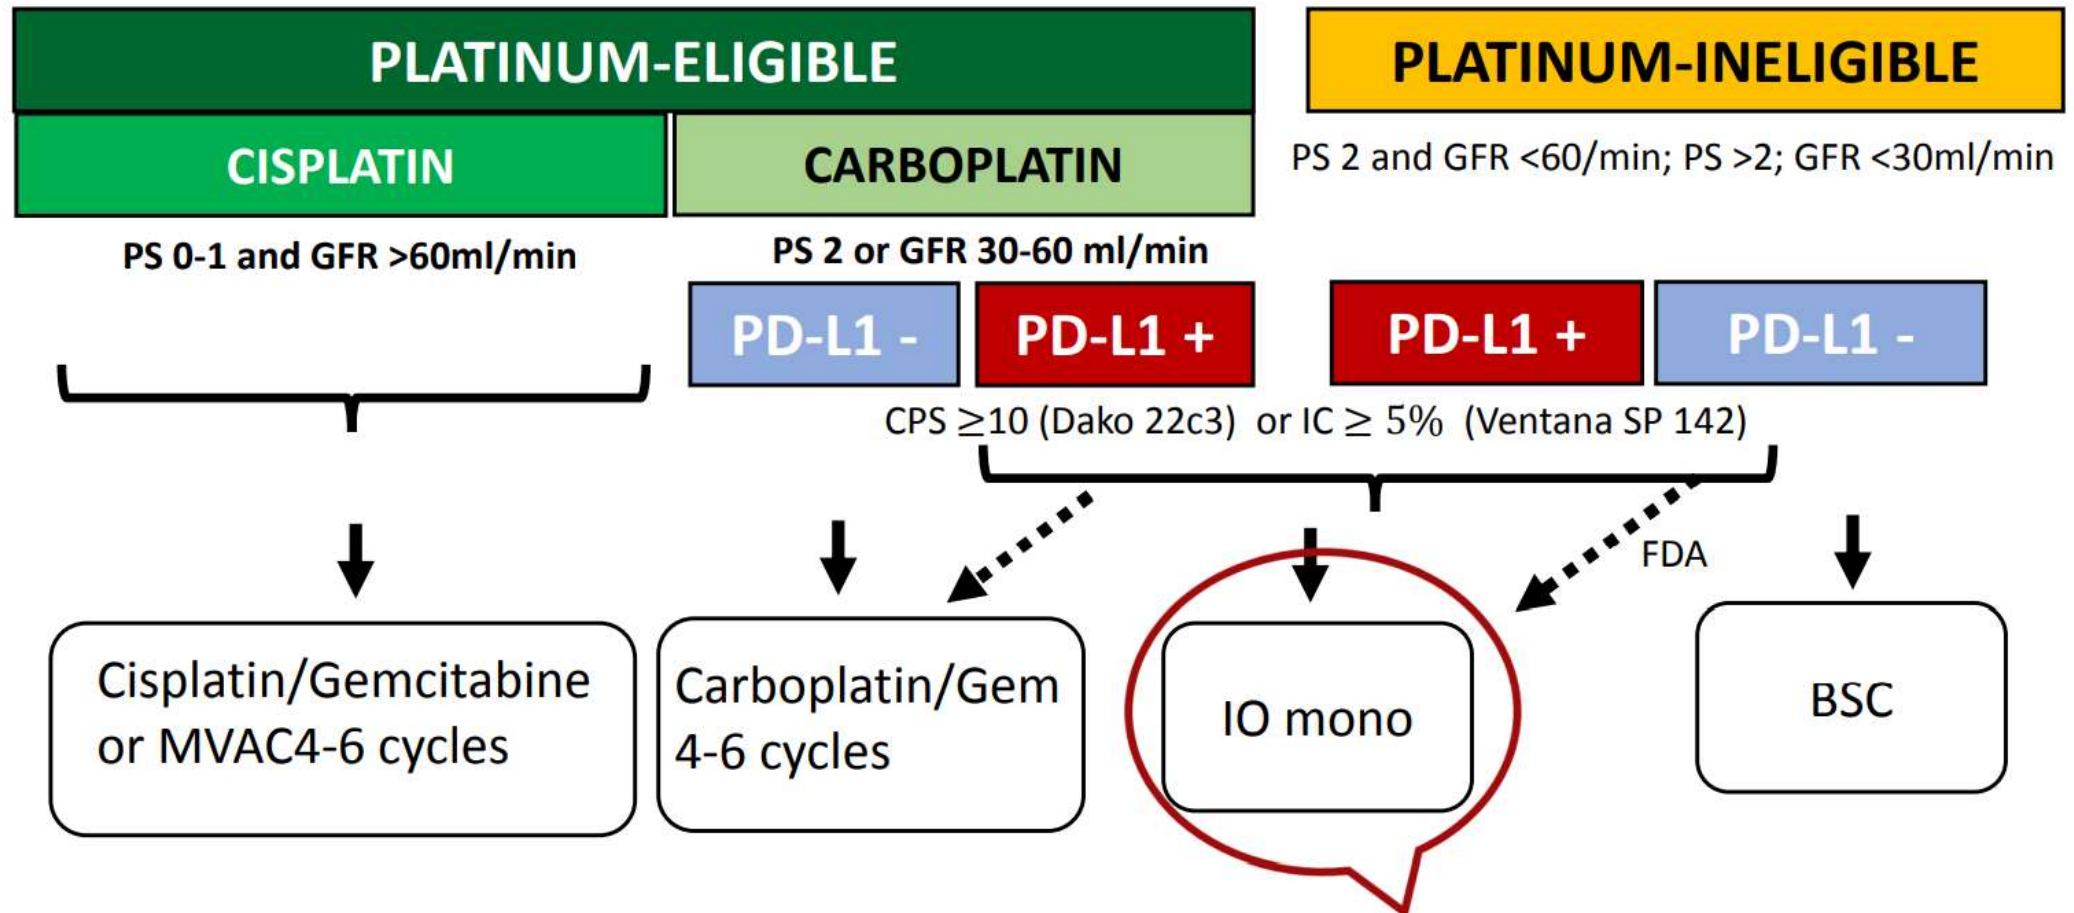 PLATINUM-ELIGIBLE
PLATINUM-INELIGIBLE
CISPLATIN
CARBOPLATIN
PS 2 and GFR <60/min; PS >2; GFR <30ml/min
PS 0-1 and GFR >60ml/min
PS 2 or GFR 30-60 ml/min
PD-L1 -
PD-L1 +
PD-L1 +
PD-L1 -
CPS ≥10 (Dako 22c3) or IC ≥ 5% (Ventana SP 142)
FDA
Cisplatin/Gemcitabine
or MVAC4-6 cycles
Carboplatin/Gem
4-6 cycles
IO mono
BSC